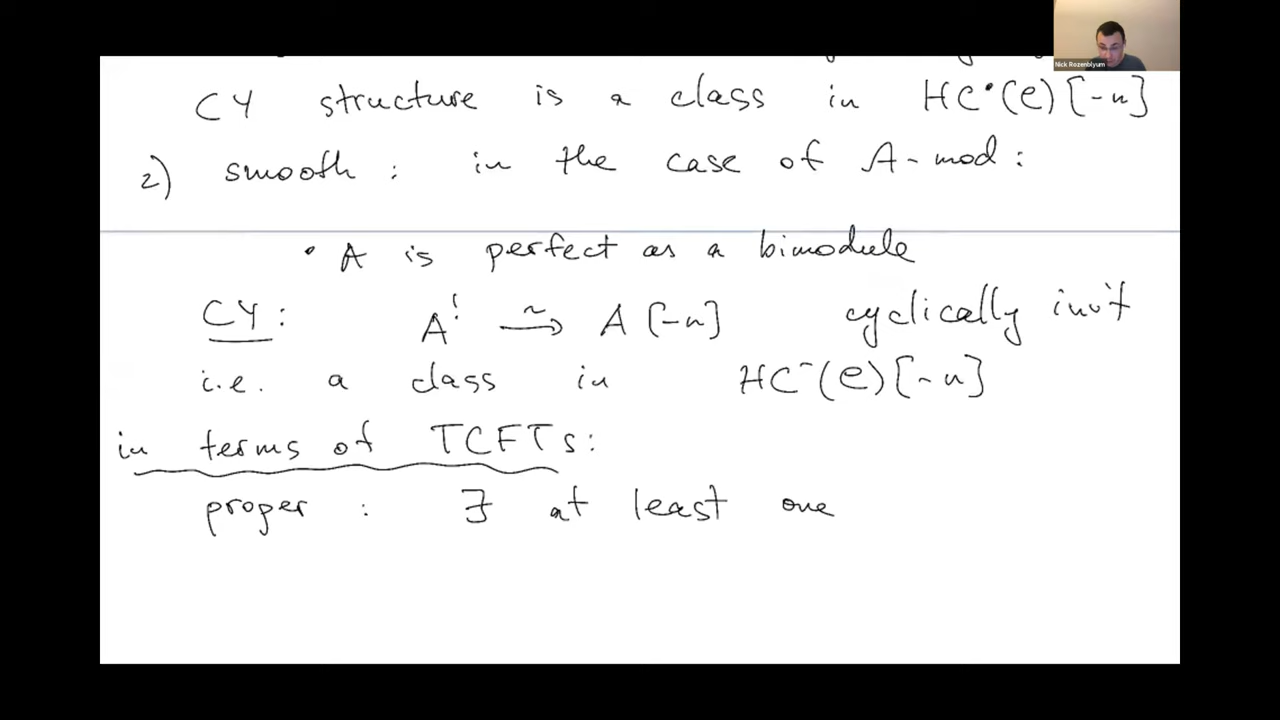 Nick Rozenblyum
CY structure is a class in HC•(C)[-n]
2) smooth: in the case of A-mod:
• A is perfect as a bimodule
CY: A^! ~→ A[-n] cyclically inv't
i.e. a class in HC^-(C)[-n]
in terms of TCFTs:
proper: ∃ at least one